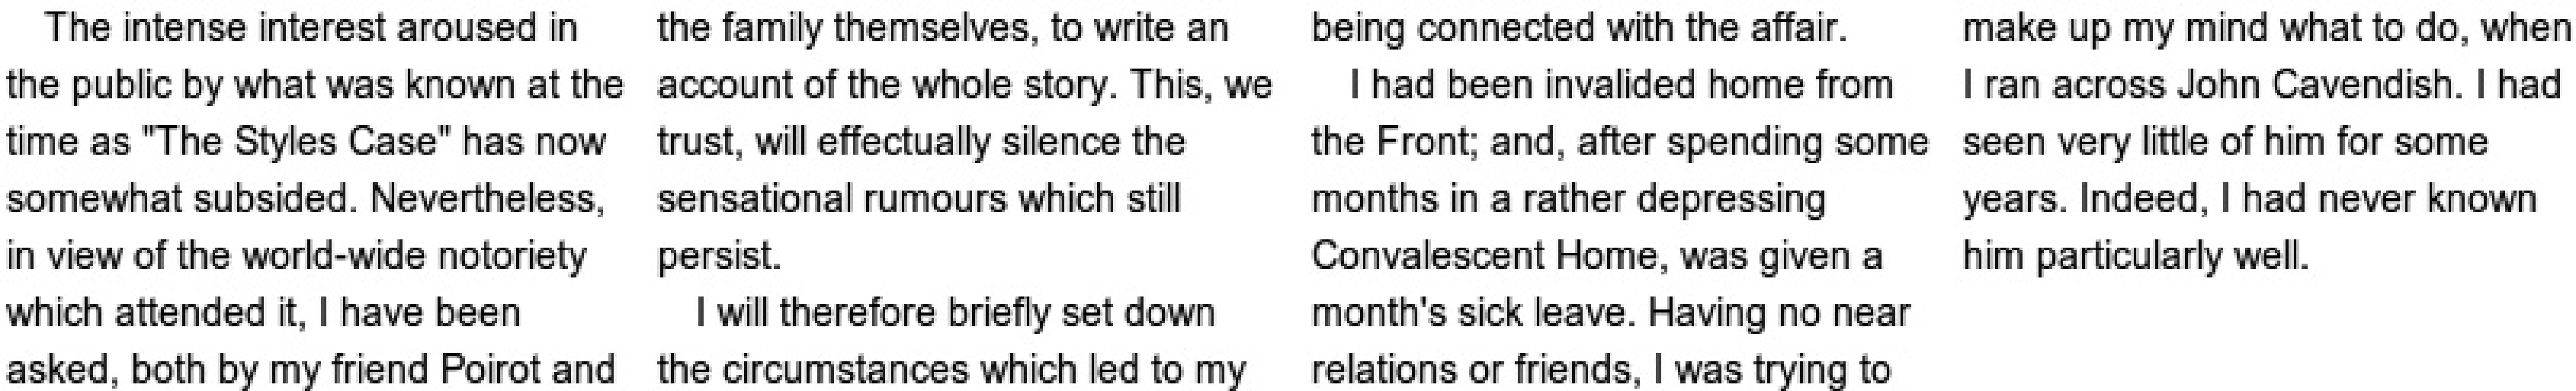 The intense interest aroused in
the public by what was known at the
time as "The Styles Case" has now
somewhat subsided. Nevertheless,
in view of the world-wide notoriety
which attended it, I have been
asked, both by my friend Poirot and
the family themselves, to write an
account of the whole story. This, we
trust, will effectually silence the
sensational rumours which still
persist.
I will therefore briefly set down
the circumstances which led to my
being connected with the affair.
I had been invalided home from
the Front; and, after spending some
months in a rather depressing
Convalescent Home, was given a
month's sick leave. Having no near
relations or friends, I was trying to
make up my mind what to do, when
I ran across John Cavendish. I had
seen very little of him for some
years. Indeed, I had never known
him particularly well.